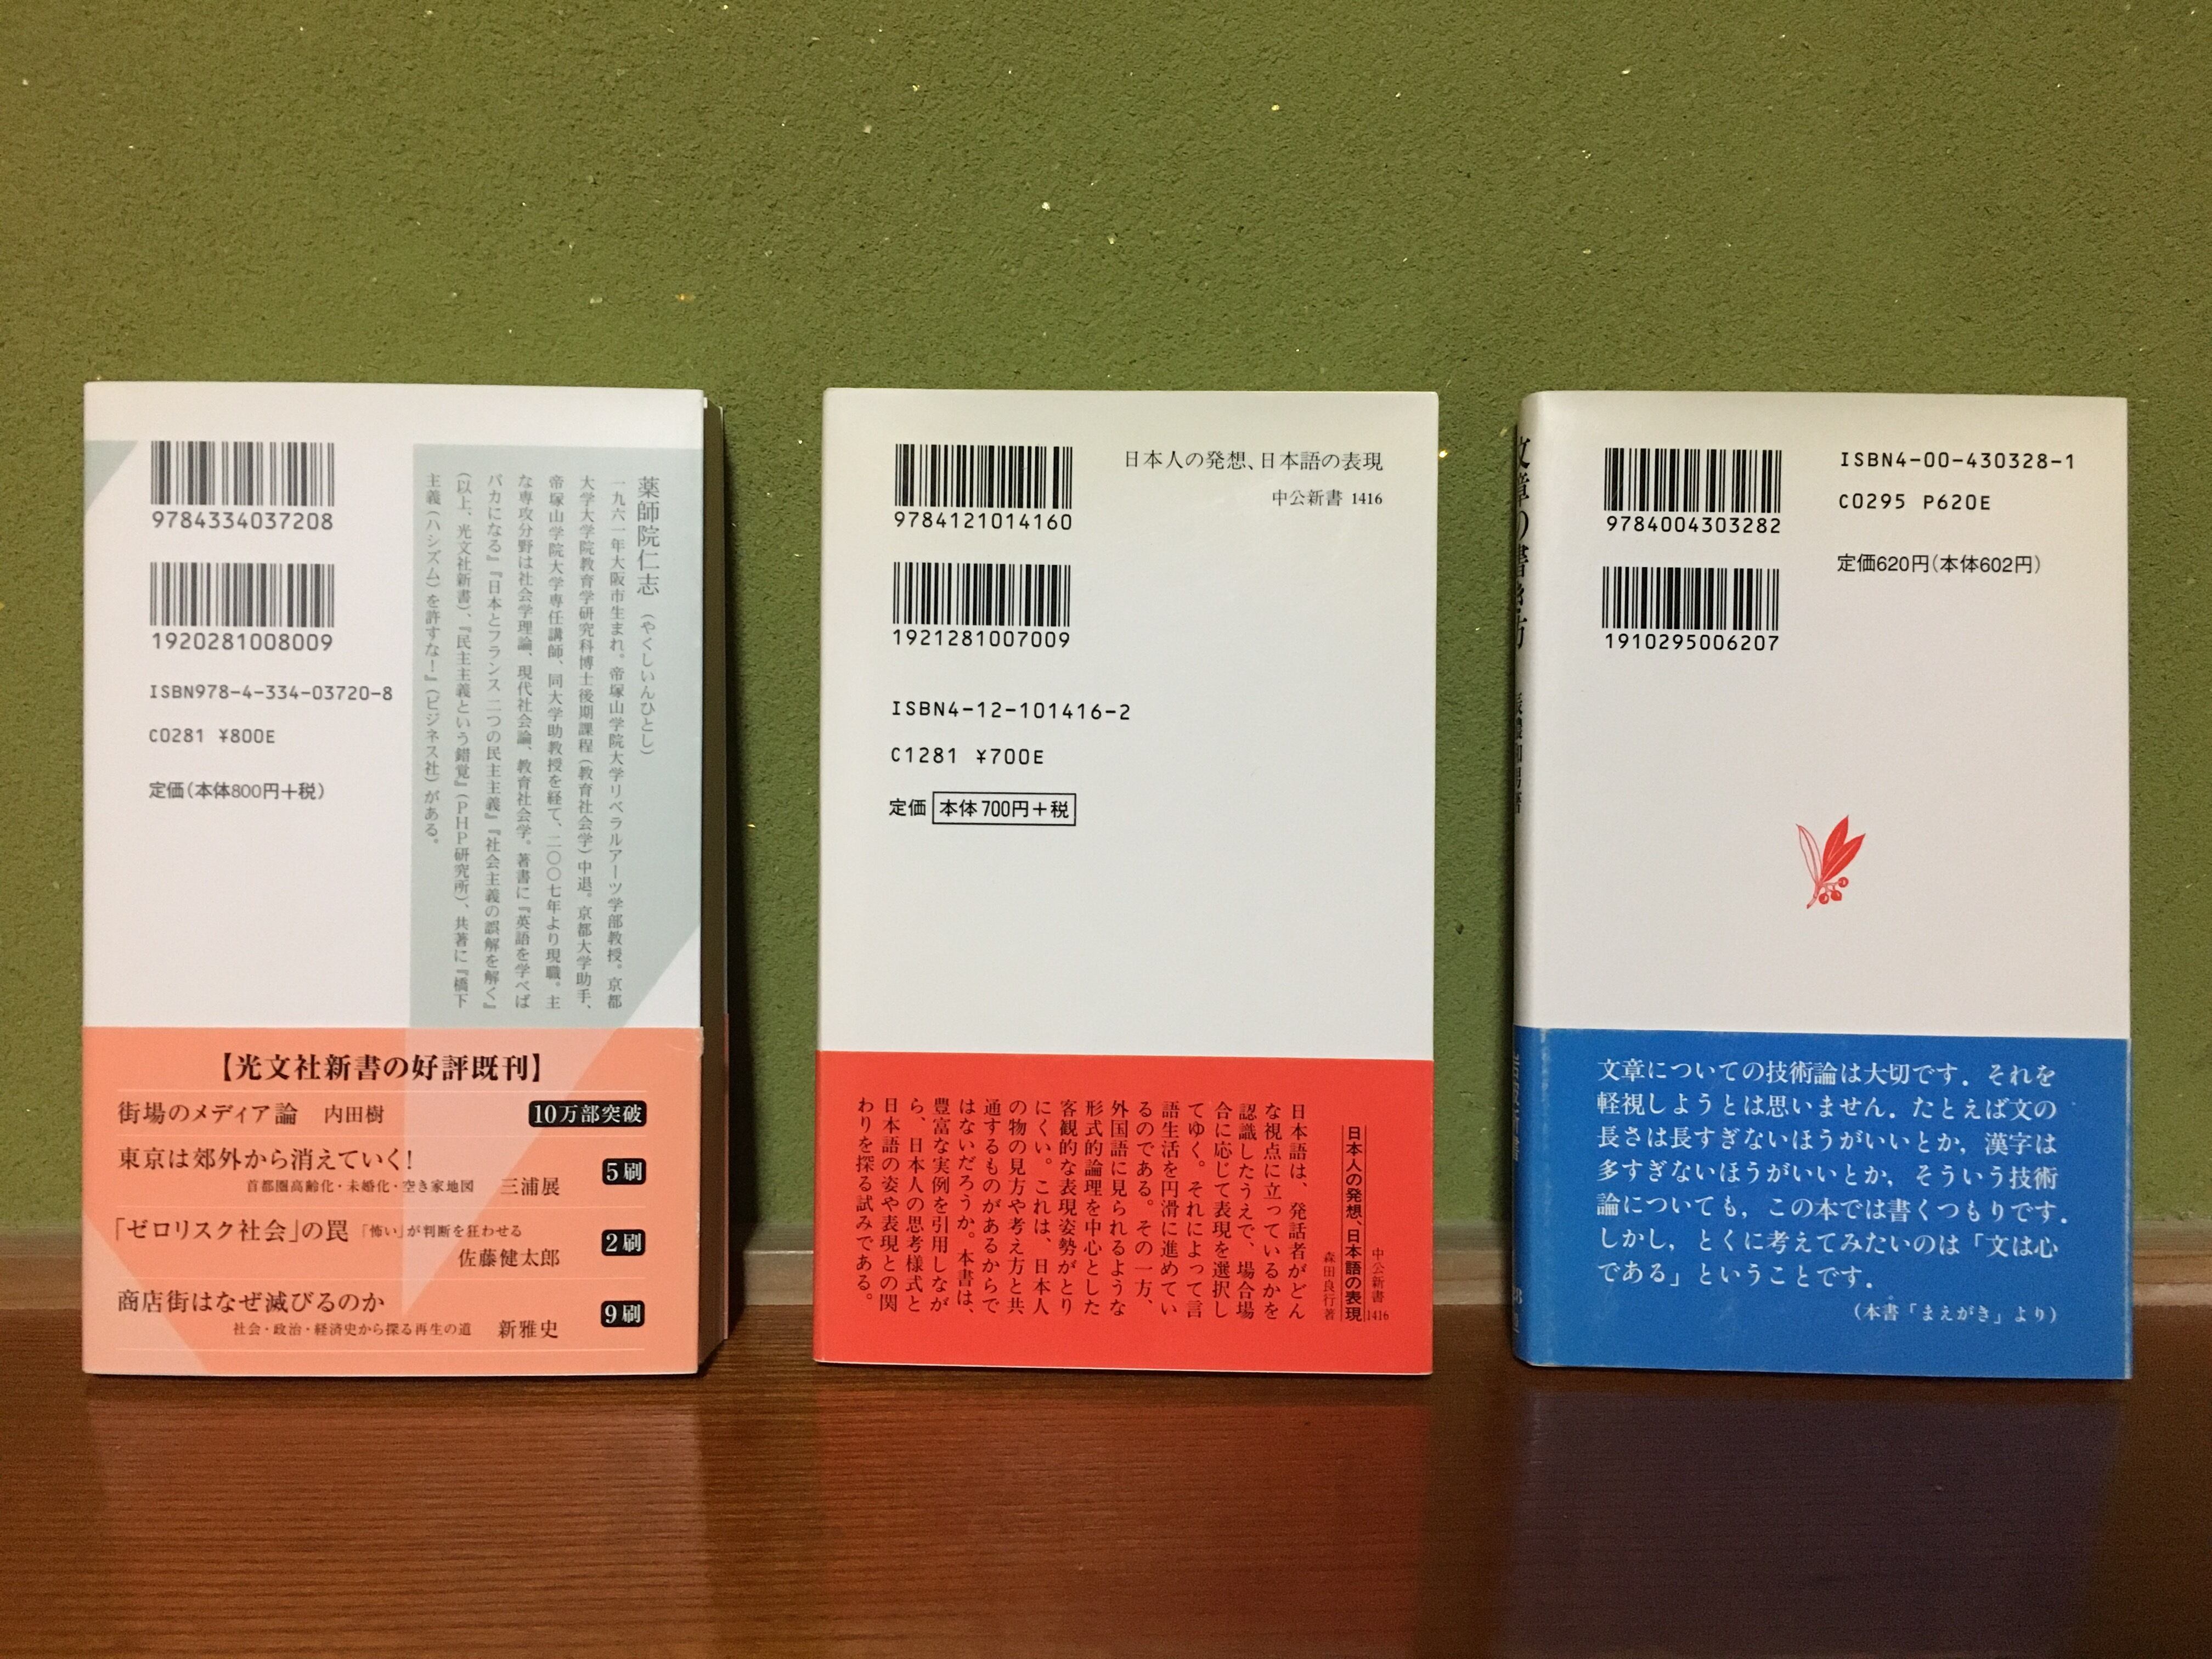 9784334037208
1920281008009
ISBN978-4-334-03720-8
C0281 ¥800E
定価(本体800円+税)
薬師院仁志(やくしいんひとし)
一九六一年大阪市生まれ。帝塚山学院大学リベラルアーツ学部教授。京都
大学大学院教育学研究科博士後期課程(教育社会学)中退。京都大学助手、
帝塚山学院大学専任講師、同大学助教授を経て、二〇〇七年より現職。主
な専攻分野は社会学理論、現代社会論、教育社会学。著書に『英語を学べば
バカになる』『日本とフランス 二つの民主主義』『社会主義の誤解を解く』
(以上、光文社新書)、『民主主義という錯覚』(PHP研究所)、共著に『橋下
主義(ハシズム)を許すな!』(ビジネス社)がある。
【光文社新書の好評既刊】
街場のメディア論 内田樹 10万部突破
東京は郊外から消えていく! 5刷
首都圏高齢化・未婚化・空き家地図 三浦展
「ゼロリスク社会」の罠 「怖い」が判断を狂わせる 2刷
佐藤健太郎
商店街はなぜ滅びるのか 9刷
社会・政治・経済史から探る再生の道 新雅史
9784121014160
1921281007009
日本人の発想、日本語の表現
中公新書 1416
ISBN4-12-101416-2
C1281 ¥700E
定価 本体700円+税
中公新書 1416
日本人の発想、日本語の表現
森田良行著
日本語は、発話者がどん
な視点に立っているかを
認識したうえで、場合場
合に応じて表現を選択し
てゆく。それによって言
語生活を円滑に進めてい
るのである。その一方、
外国語に見られるような
形式的論理を中心とした
客観的な表現姿勢がとり
にくい。これは、日本人
の物の見方や考え方と共
通するものがあるからで
はないだろうか。本書は、
豊富な実例を引用しなが
ら、日本人の思考様式と
日本語の姿や表現との関
わりを探る試みである。
文章の書き方
9784004303282
1910295006207
ISBN4-00-430328-1
C0295 P620E
定価620円(本体602円)
文章についての技術論は大切です.それを
軽視しようとは思いません.たとえば文の
長さは長すぎないほうがいいとか,漢字は
多すぎないほうがいいとか,そういう技術
論についても,この本では書くつもりです.
しかし,とくに考えてみたいのは「文は心
である」ということです.
(本書「まえがき」より)